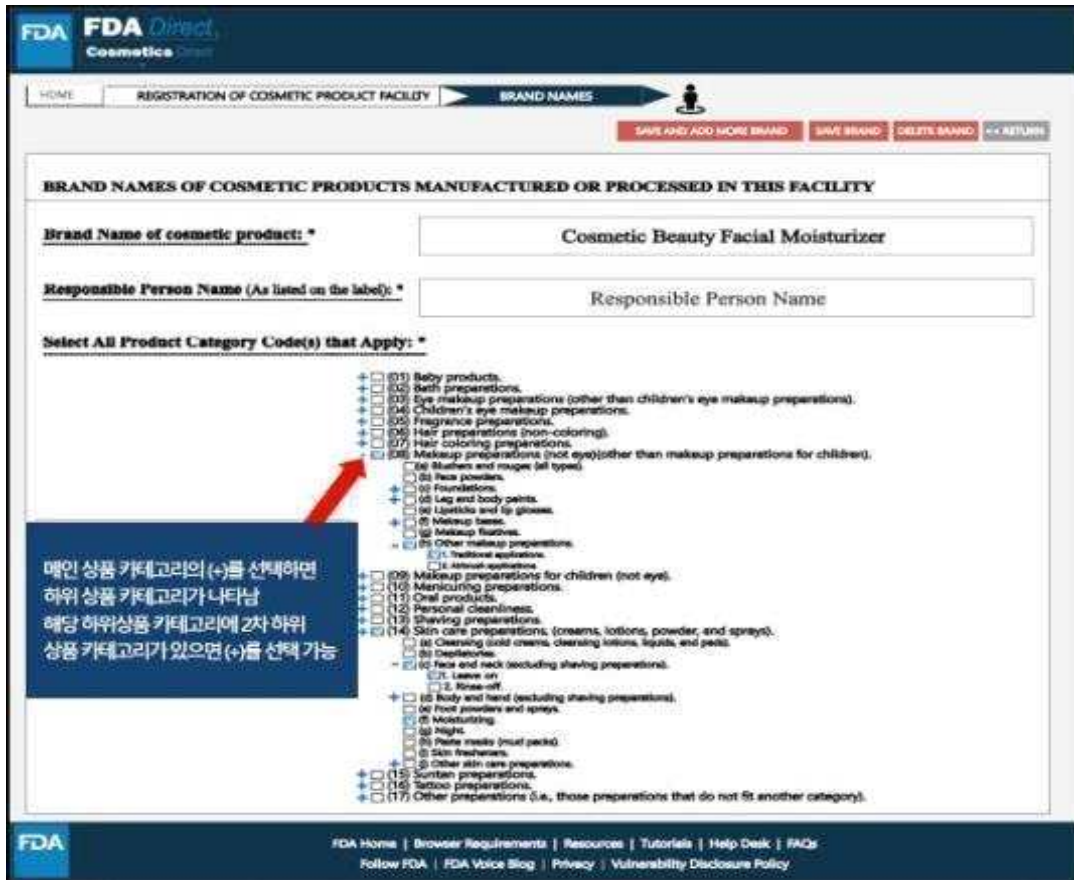 FDA FDA Direct
Cosmetics Direct
HOME REGISTRATION OF COSMETIC PRODUCT FACILITY BRAND NAMES
SAVE AND ADD MORE BRAND SAVE BRAND DELETE BRAND << RETURN
BRAND NAMES OF COSMETIC PRODUCTS MANUFACTURED OR PROCESSED IN THIS FACILITY
Brand Name of cosmetic product: * Cosmetic Beauty Facial Moisturizer
Responsible Person Name (As listed on the label): * Responsible Person Name
Select All Product Category Code(s) that Apply: *
(01) Baby products.
(02) Bath preparations.
(03) Eye makeup preparations (other than children's eye makeup preparations).
(04) Children's eye makeup preparations.
(05) Fragrance preparations.
(06) Hair preparations (non-coloring).
(07) Hair coloring preparations.
(08) Makeup preparations (not eye)(other than makeup preparations for children).
(a) Blushers and rouges (all types).
(b) Face powders.
(c) Foundations.
(d) Leg and body paints.
(e) Lipsticks and lip glosses.
(f) Makeup bases.
(g) Makeup fixatives.
(h) Other makeup preparations.
1. Traditional applications.
2. Airbrush applications.
(09) Makeup preparations for children (not eye).
(10) Manicuring preparations.
(11) Oral products.
(12) Personal cleanliness.
(13) Shaving preparations.
(14) Skin care preparations, (creams, lotions, powder, and sprays).
(a) Cleansing (cold creams, cleansing lotions, liquids, and pads).
(b) Depilatories.
(c) Face and neck (excluding shaving preparations).
1. Leave on
2. Rinse-off
(d) Body and hand (excluding shaving preparations).
(e) Foot powders and sprays.
(f) Moisturizing.
(g) Night.
(h) Paste masks (mud packs).
(i) Skin fresheners.
(j) Other skin care preparations.
(15) Suntan preparations.
(16) Tattoo preparations.
(17) Other preparations (i.e., those preparations that do not fit another category).
메인 상품 카테고리의 (+)를 선택하면
하위 상품 카테고리가 나타남
해당 하위상품 카테고리에 2차 하위
상품 카테고리가 있으면 (+)를 선택 가능
FDA
FDA Home | Browser Requirements | Resources | Tutorials | Help Desk | FAQs
Follow FDA | FDA Voice Blog | Privacy | Vulnerability Disclosure Policy